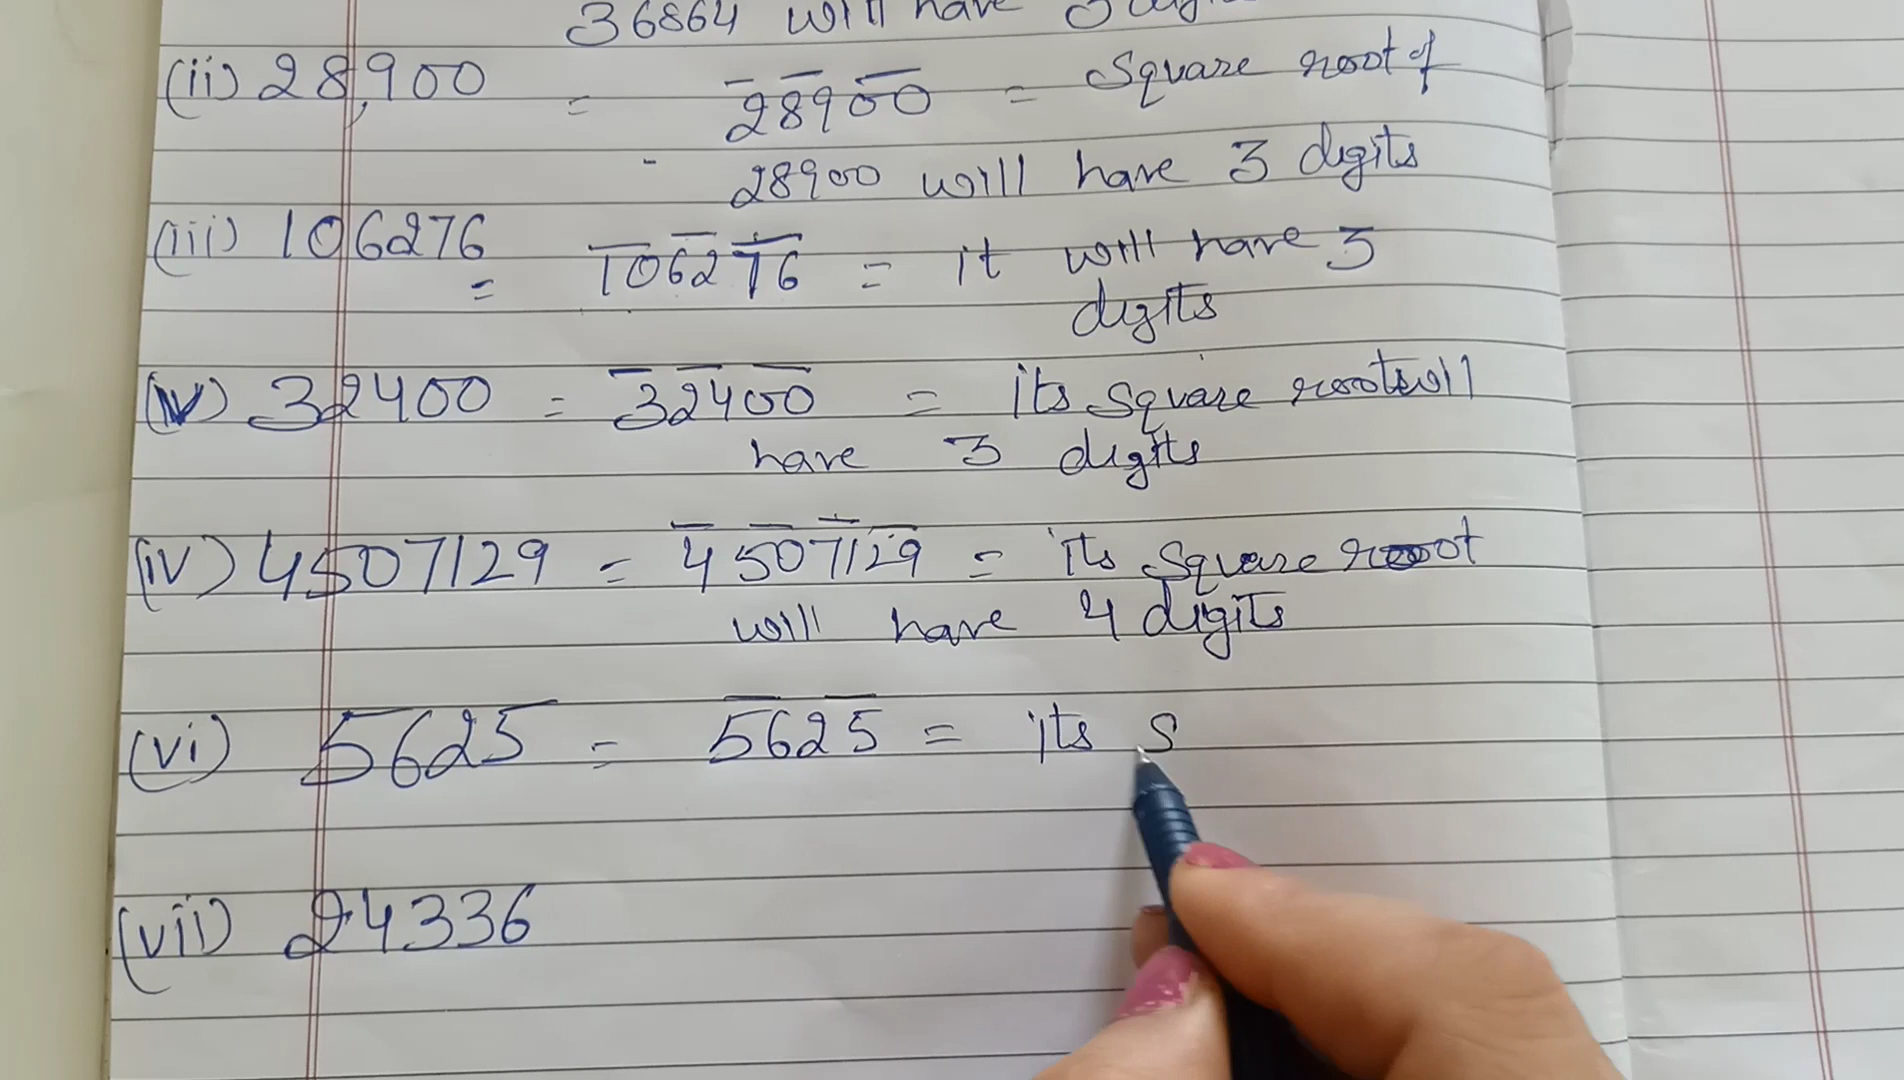 36864 will have 3
(ii) 28,900 = 28900 = Square root of
28900 will have 3 digits
(iii) 106276
= 106276 = it will have 3
digits
(iv) 32400 = 32400 = its square root will
have 3 digits
(iv) 4507129 = 4507129 = its square root
will have 4 digits
(vi) 5625 = 5625 = its s
(vii) 24336